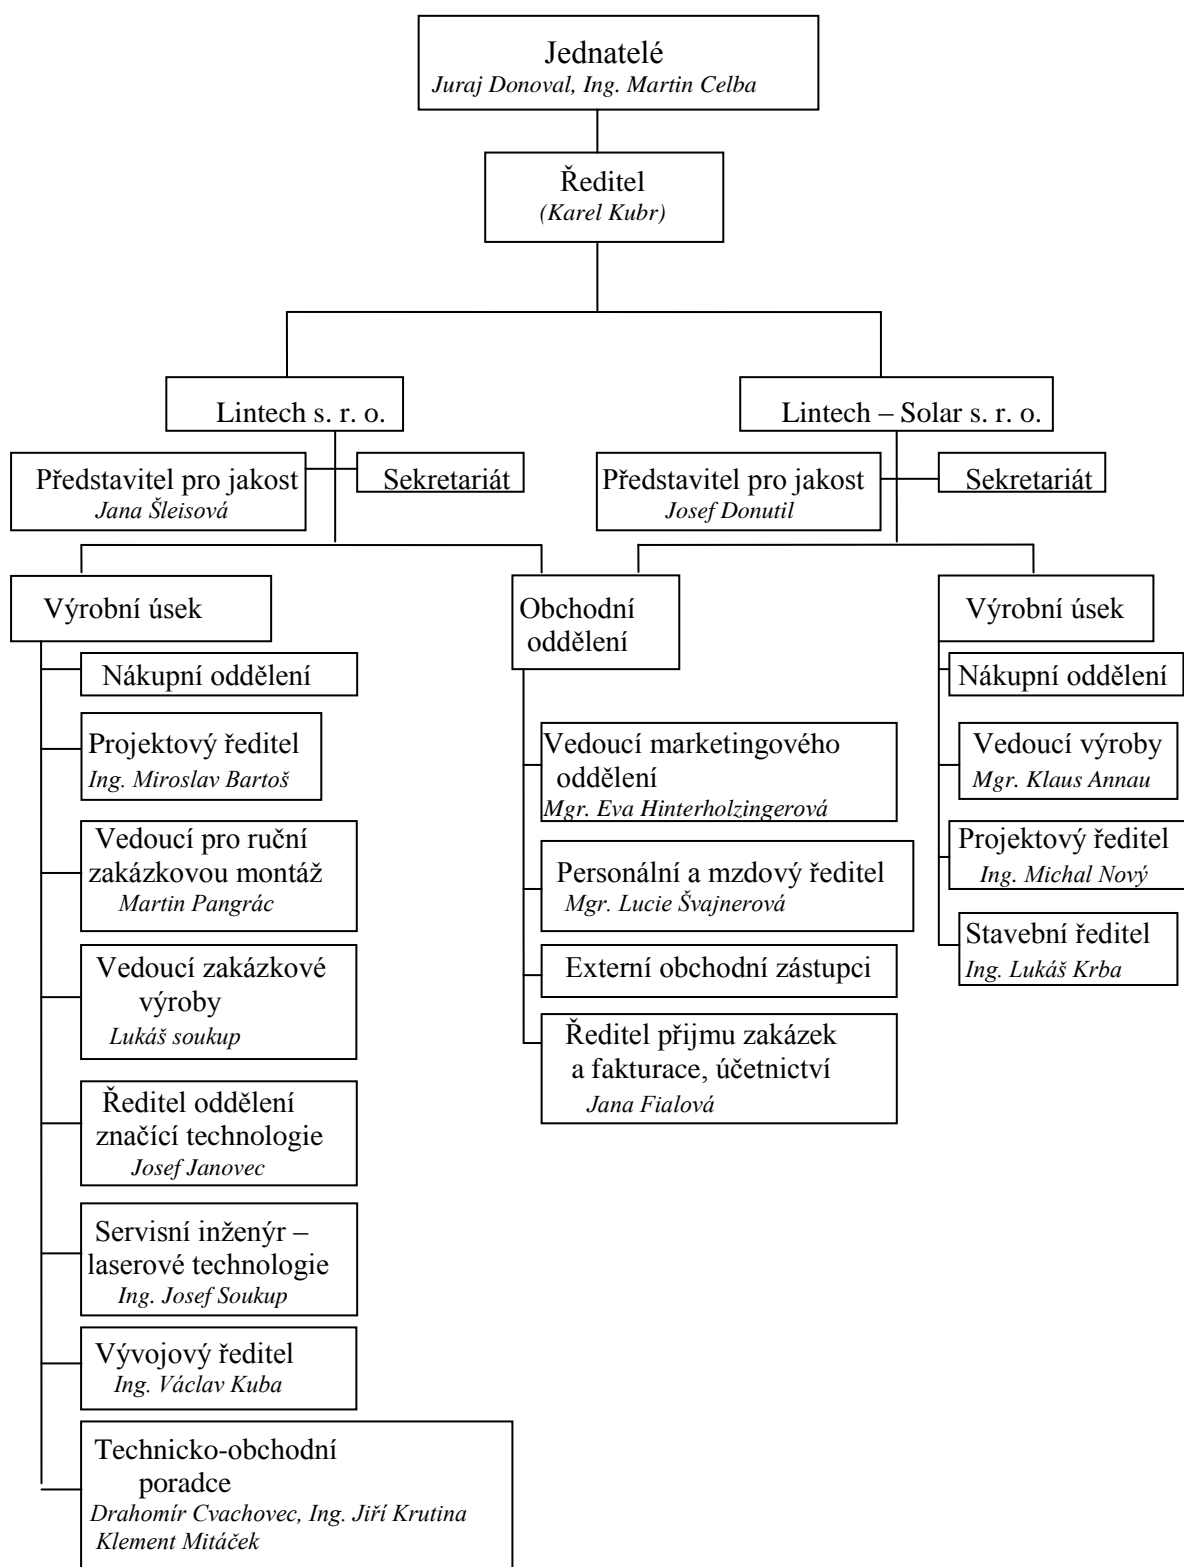 Jednatelé
Juraj Donoval, Ing. Martin Celba
Ředitel
(Karel Kubr)
Lintech s. r. o.
Lintech – Solar s. r. o.
Představitel pro jakost
Jana Šleisová
Sekretariát
Představitel pro jakost
Josef Donutil
Sekretariát
Výrobní úsek
Nákupní oddělení
Projektový ředitel
Ing. Miroslav Bartoš
Vedoucí pro ruční
zakázkovou montáž
Martin Pangrác
Vedoucí zakázkové
výroby
Lukáš soukup
Ředitel oddělení
značící technologie
Josef Janovec
Servisní inženýr –
laserové technologie
Ing. Josef Soukup
Vývojový ředitel
Ing. Václav Kuba
Technicko-obchodní
poradce
Drahomír Cvachovec, Ing. Jiří Krutina
Klement Mitáček
Obchodní
oddělení
Vedoucí marketingového
oddělení
Mgr. Eva Hinterholzingerová
Personální a mzdový ředitel
Mgr. Lucie Švajnerová
Externí obchodní zástupci
Ředitel přijmu zakázek
a fakturace, účetnictví
Jana Fialová
Výrobní úsek
Nákupní oddělení
Vedoucí výroby
Mgr. Klaus Annau
Projektový ředitel
Ing. Michal Nový
Stavební ředitel
Ing. Lukáš Krba